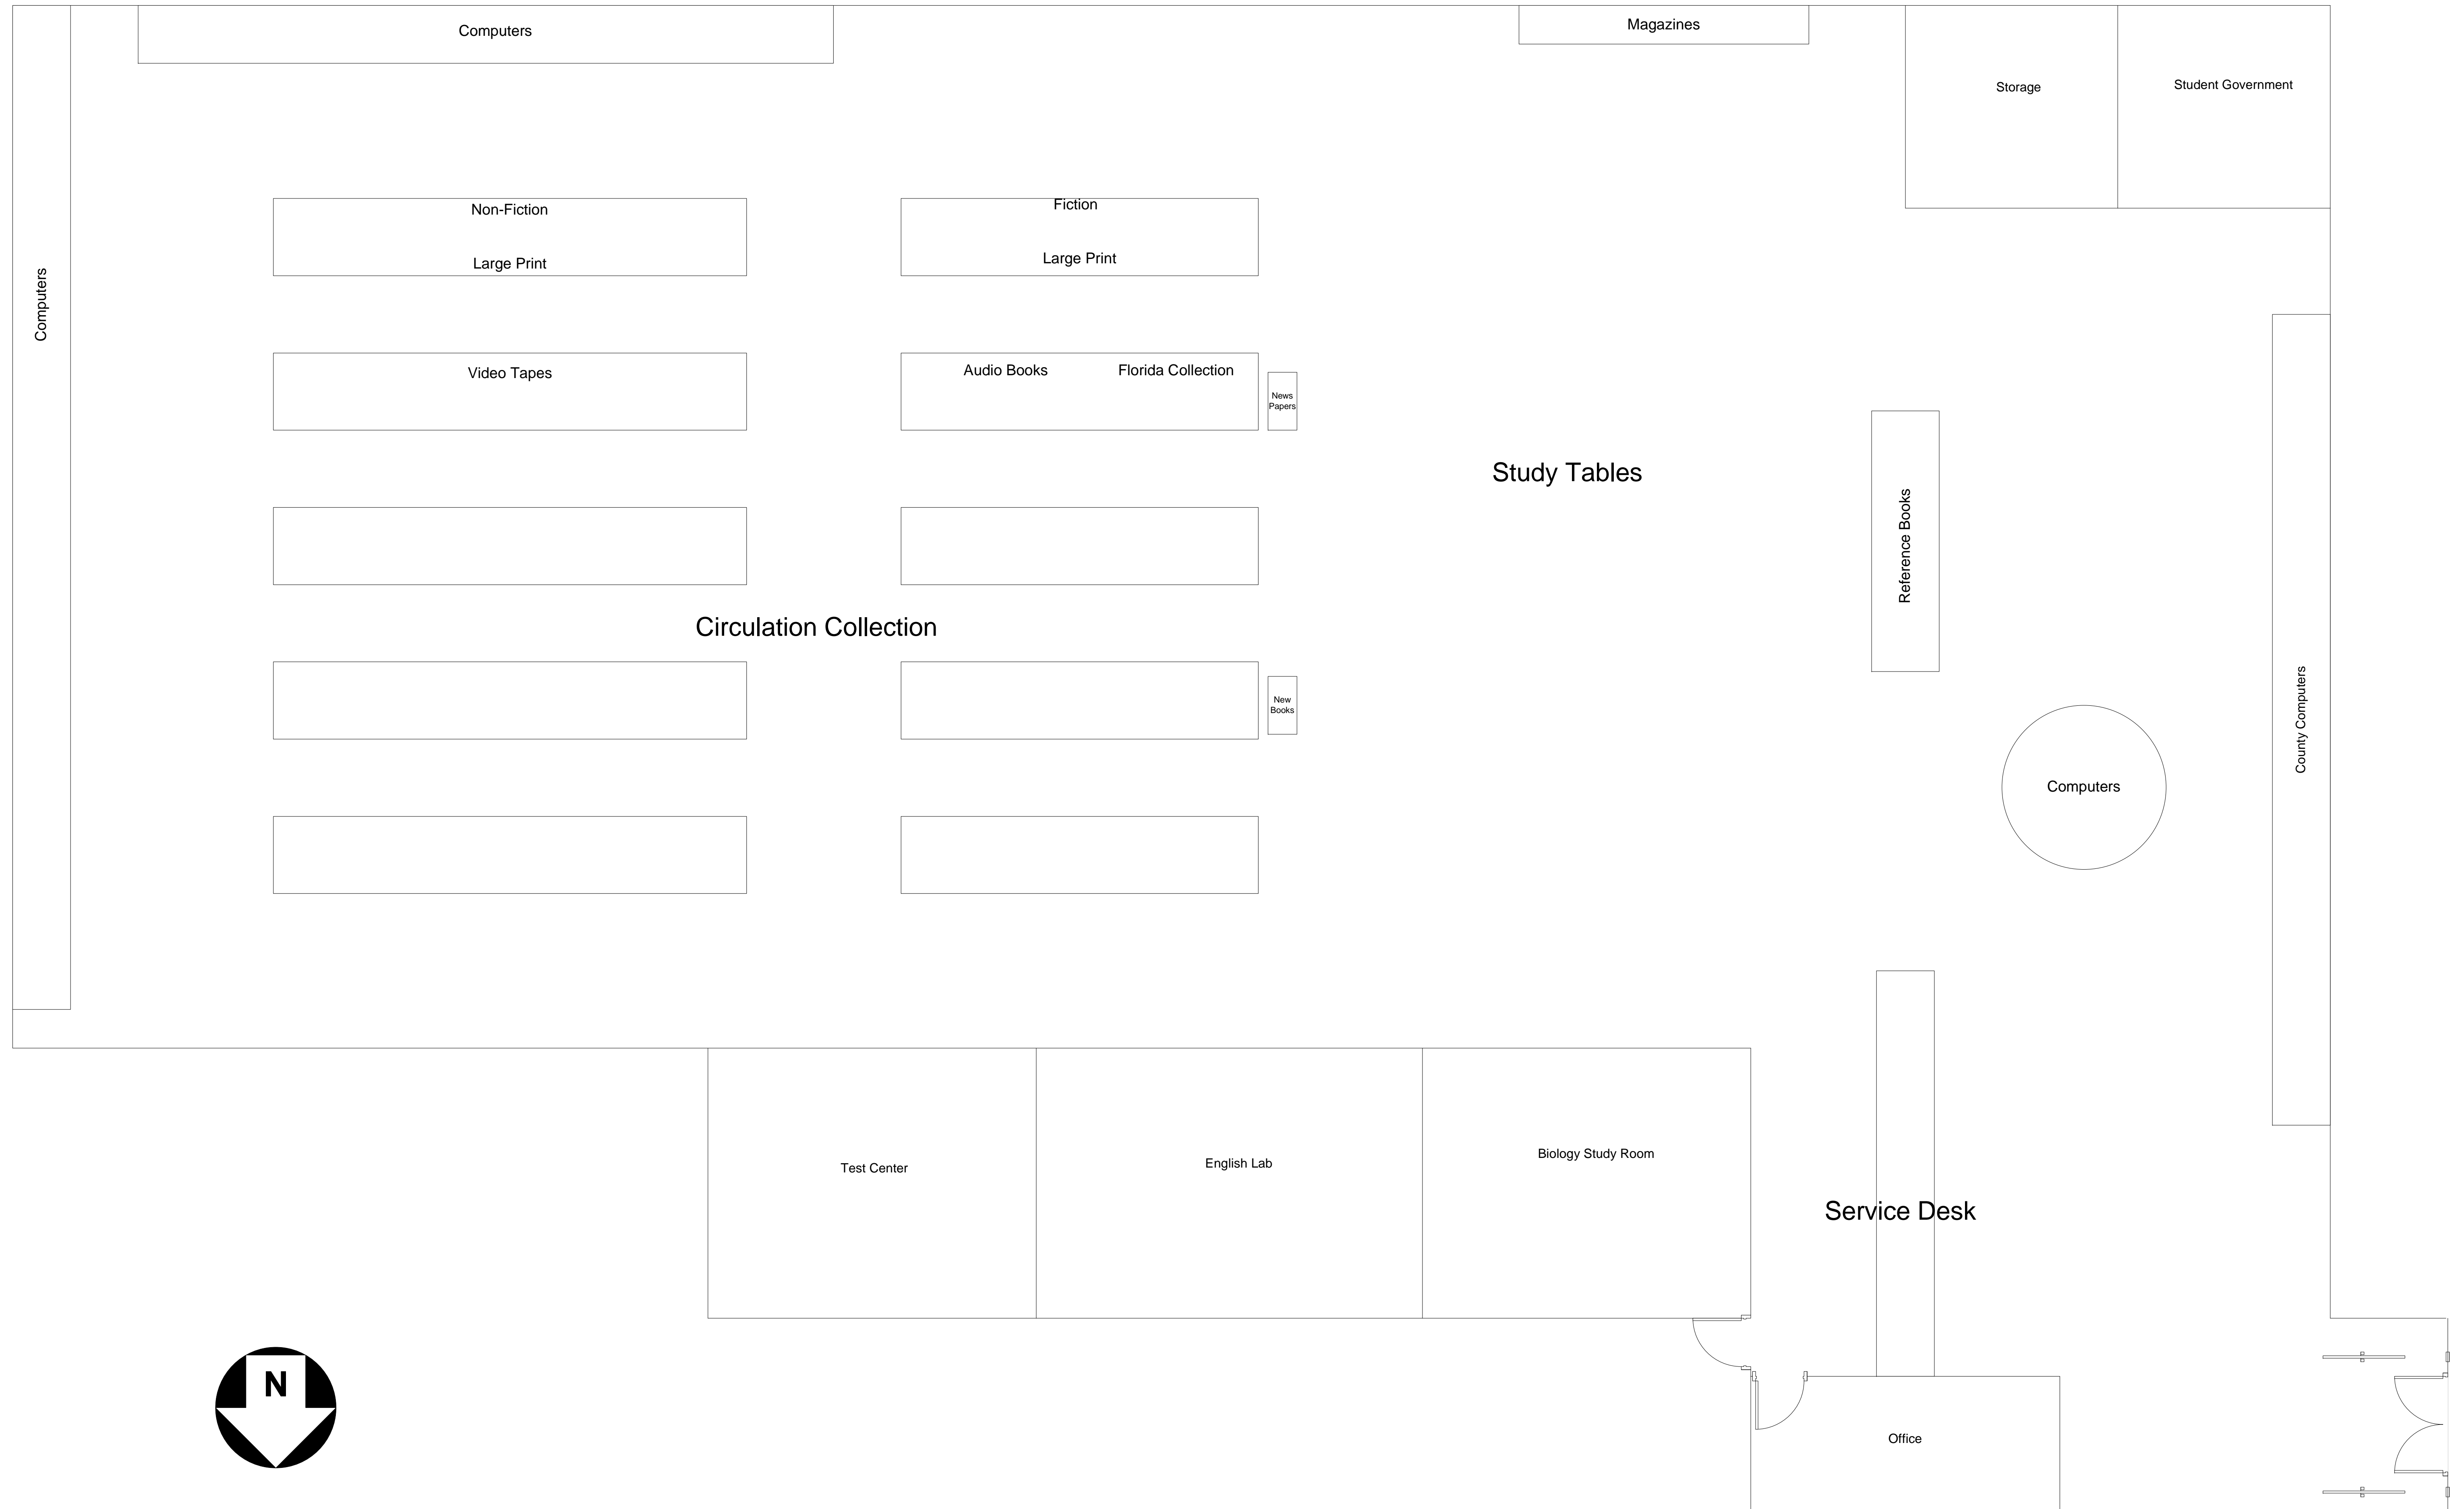 Computers
Magazines
Storage
Student Government
Non-Fiction
Large Print
Fiction
Large Print
Computers
Video Tapes
Audio Books
Florida Collection
News
Papers
Study Tables
Reference Books
Circulation Collection
New
Books
County Computers
Computers
Test Center
English Lab
Biology Study Room
Service Desk
N
Office